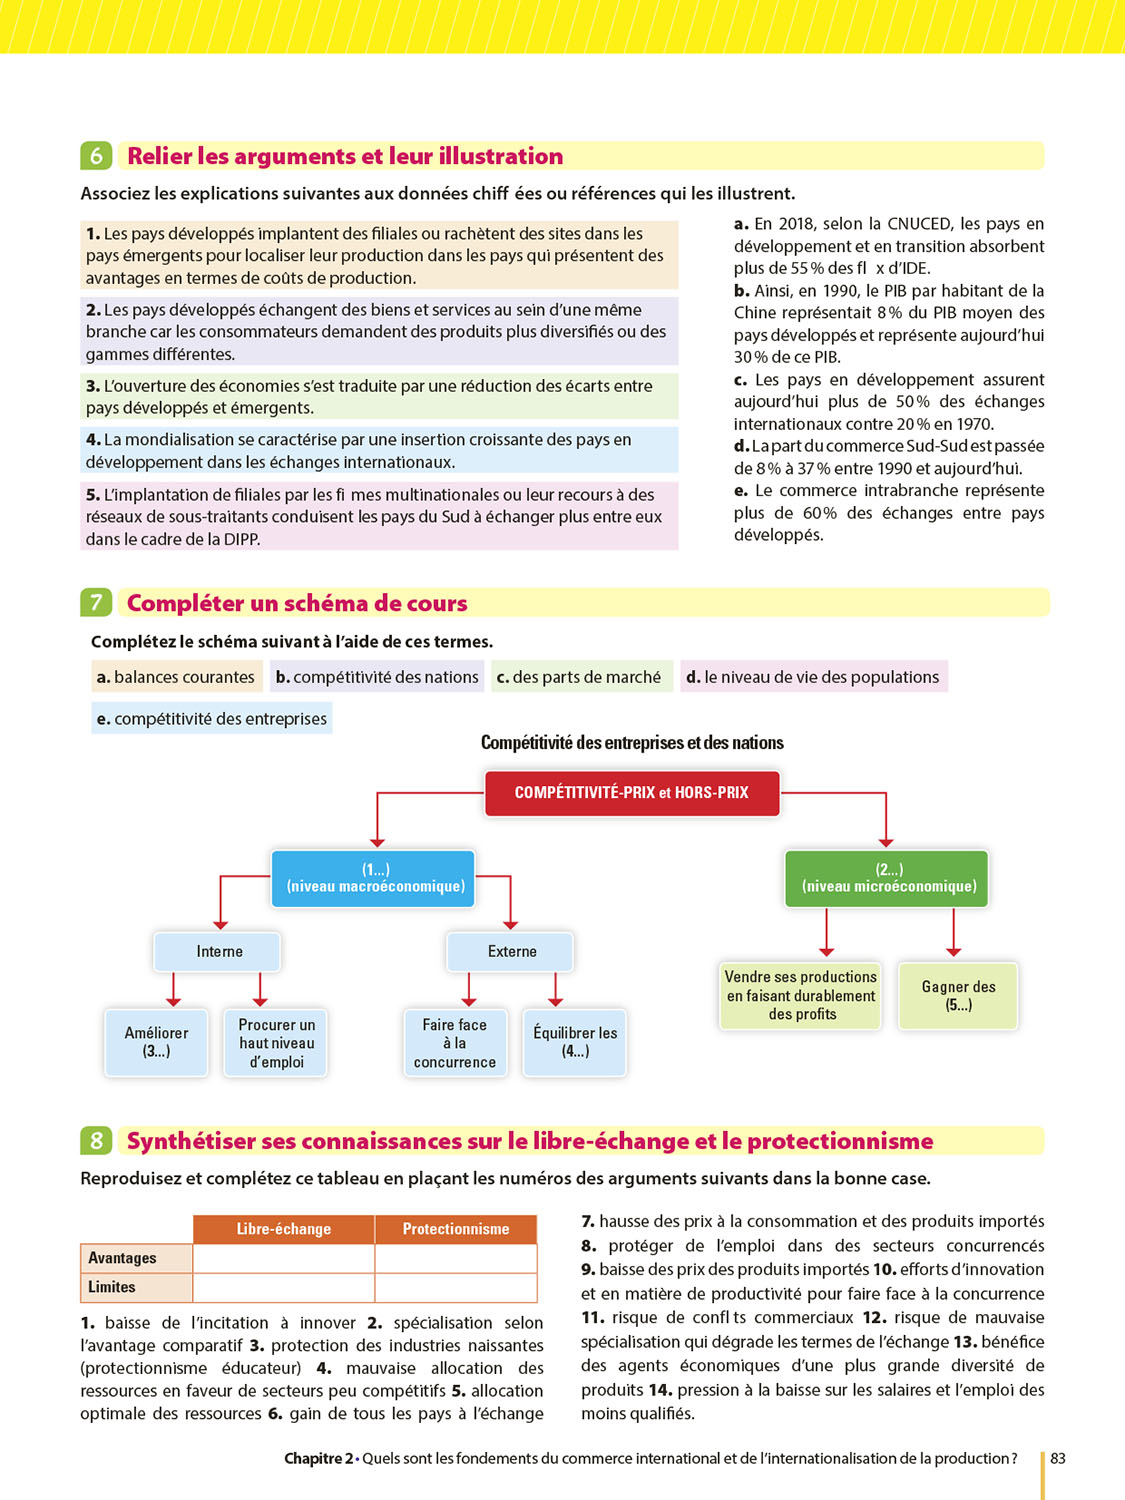 6 Relier les arguments et leur illustration
Associez les explications suivantes aux données chiff ées ou références qui les illustrent.
1. Les pays développés implantent des filiales ou rachètent des sites dans les
pays émergents pour localiser leur production dans les pays qui présentent des
avantages en termes de coûts de production.
2. Les pays développés échangent des biens et services au sein d'une même
branche car les consommateurs demandent des produits plus diversifiés ou des
gammes différentes.
3. L'ouverture des économies s'est traduite par une réduction des écarts entre
pays développés et émergents.
4. La mondialisation se caractérise par une insertion croissante des pays en
développement dans les échanges internationaux.
5. L'implantation de filiales par les fi mes multinationales ou leur recours à des
réseaux de sous-traitants conduisent les pays du Sud à échanger plus entre eux
dans le cadre de la DIPP.
a. En 2018, selon la CNUCED, les pays en
développement et en transition absorbent
plus de 55 % des fl x d'IDE.
b. Ainsi, en 1990, le PIB par habitant de la
Chine représentait 8 % du PIB moyen des
pays développés et représente aujourd'hui
30 % de ce PIB.
c. Les pays en développement assurent
aujourd'hui plus de 50 % des échanges
internationaux contre 20 % en 1970.
d. La part du commerce Sud-Sud est passée
de 8 % à 37 % entre 1990 et aujourd'hui.
e. Le commerce intrabranche représente
plus de 60 % des échanges entre pays
développés.
7 Compléter un schéma de cours
Complétez le schéma suivant à l'aide de ces termes.
a. balances courantes
b. compétitivité des nations
c. des parts de marché
d. le niveau de vie des populations
e. compétitivité des entreprises
Compétitivité des entreprises et des nations
COMPÉTITIVITÉ-PRIX et HORS-PRIX
(1...)
(niveau macroéconomique)
(2...)
(niveau microéconomique)
Interne
Externe
Vendre ses productions
en faisant durablement
des profits
Gagner des
(5...)
Améliorer
(3...)
Procurer un
haut niveau
d'emploi
Faire face
à la
concurrence
Équilibrer les
(4...)
8 Synthétiser ses connaissances sur le libre-échange et le protectionnisme
Reproduisez et complétez ce tableau en plaçant les numéros des arguments suivants dans la bonne case.
Libre-échange Protectionnisme
Avantages
Limites
1. baisse de l'incitation à innover 2. spécialisation selon
l'avantage comparatif 3. protection des industries naissantes
(protectionnisme éducateur) 4. mauvaise allocation des
ressources en faveur de secteurs peu compétitifs 5. allocation
optimale des ressources 6. gain de tous les pays à l'échange
7. hausse des prix à la consommation et des produits importés
8. protéger de l'emploi dans des secteurs concurrencés
9. baisse des prix des produits importés 10. efforts d'innovation
et en matière de productivité pour faire face à la concurrence
11. risque de confl ts commerciaux 12. risque de mauvaise
spécialisation qui dégrade les termes de l'échange 13. bénéfice
des agents économiques d'une plus grande diversité de
produits 14. pression à la baisse sur les salaires et l'emploi des
moins qualifiés.
Chapitre 2 • Quels sont les fondements du commerce international et de l'internationalisation de la production ? 83